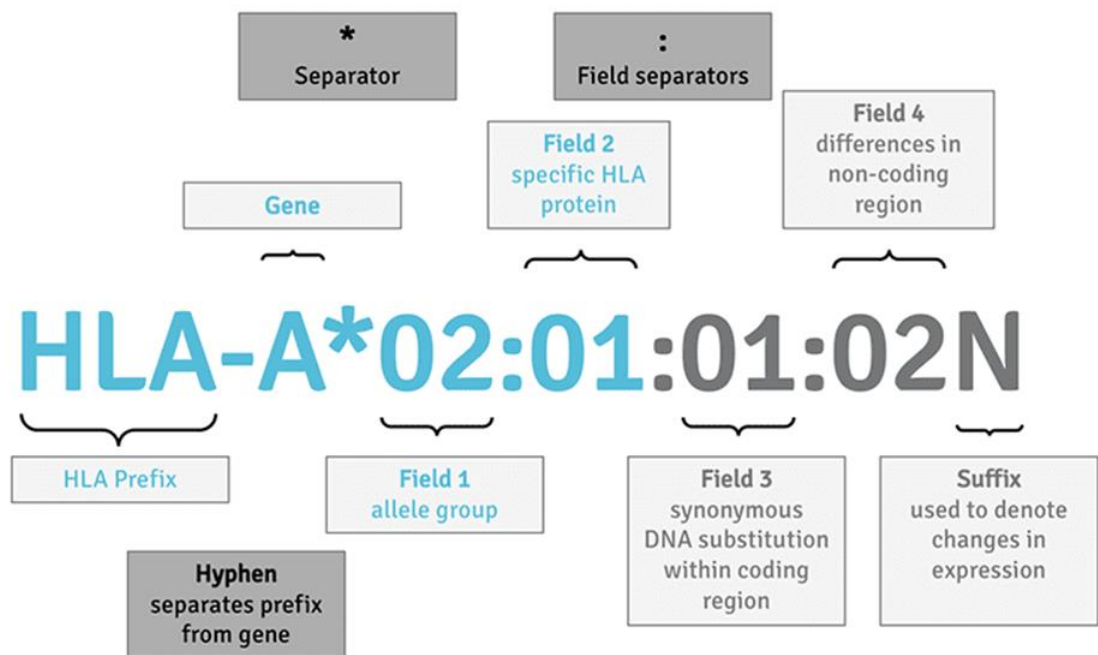 *
Separator
:
Field separators
Field 4
differences in
non-coding
region
Field 2
specific HLA
protein
Gene
HLA-A*02:01:01:02N
HLA Prefix
Field 1
allele group
Field 3
synonymous
DNA substitution
within coding
region
Suffix
used to denote
changes in
expression
Hyphen
separates prefix
from gene